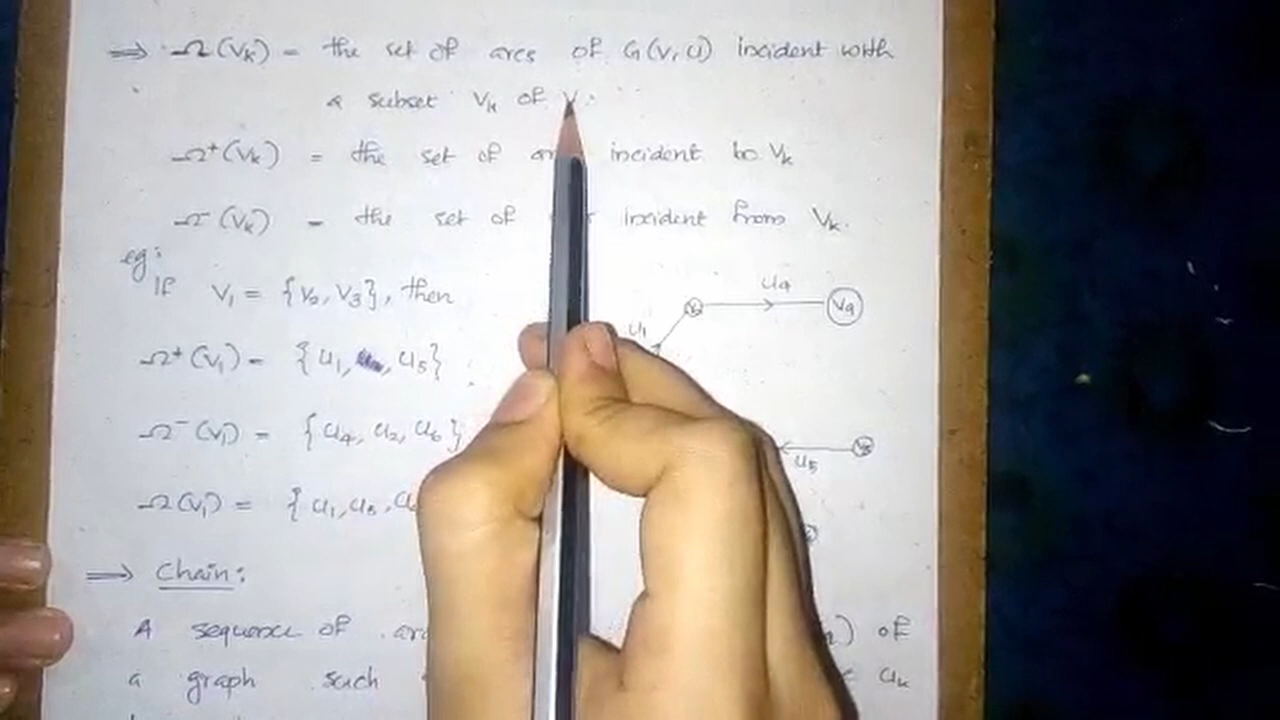 ⇒ Ω(Vk) - the set of arcs of G(V, U) incident with
a subset Vk of V.
Ω⁺(Vk) = the set of incident to Vk
Ω⁻(Vk) - the set of incident from Vk.
eg:
If V₁ = {v₂, v₃}, then
u₄
v₄
u₁
Ω⁺(V₁) = {u₁, , u₅}
Ω⁻(V₁) = {u₄, u₂, u₆}
u₅
Ω(V₁) = {u₁, u₅,
⇒ Chain:
A sequence of of
a graph such uk